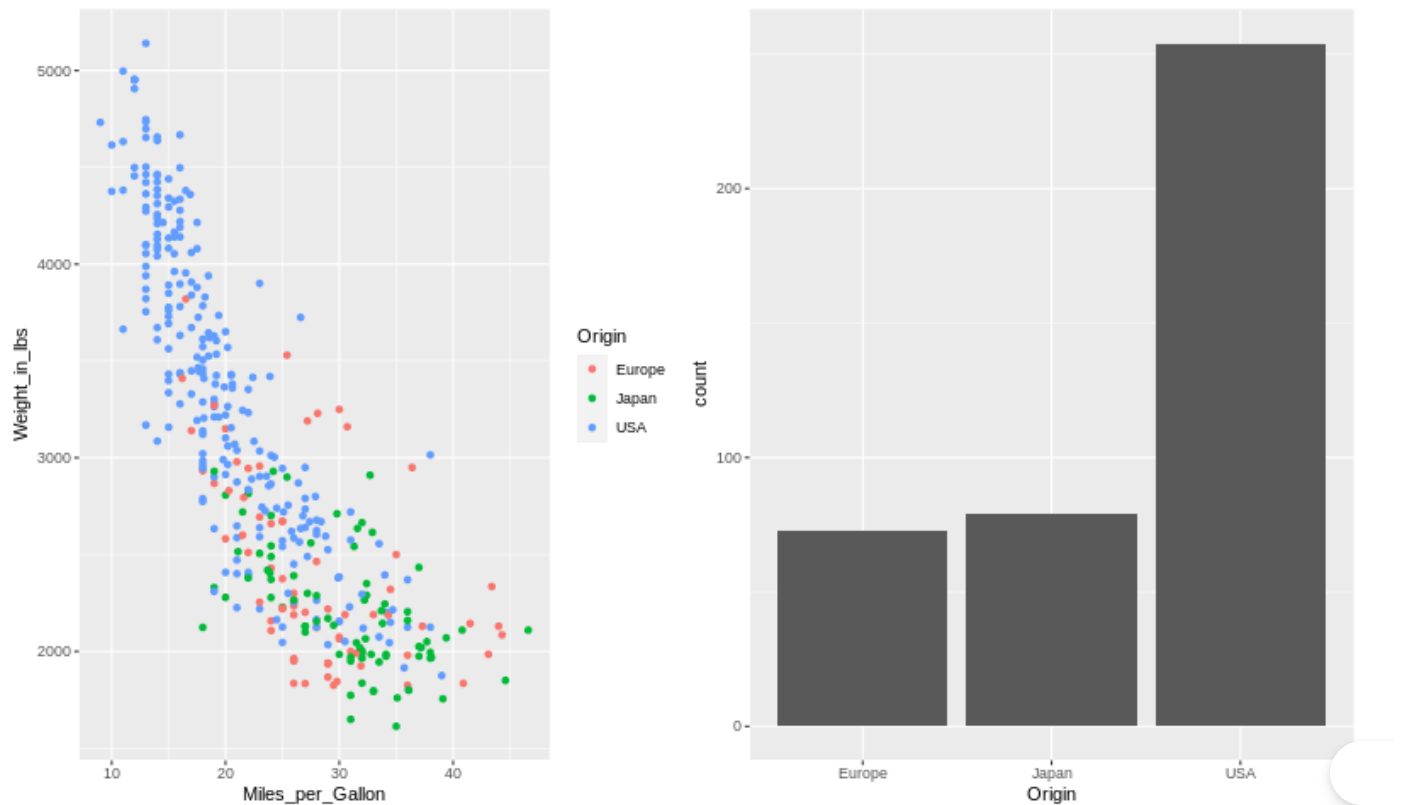 5000
4000
3000
2000
Weight_in_lbs
10 20 30 40
Miles_per_Gallon
Origin
Europe
Japan
USA
200
100
0
count
Europe Japan USA
Origin